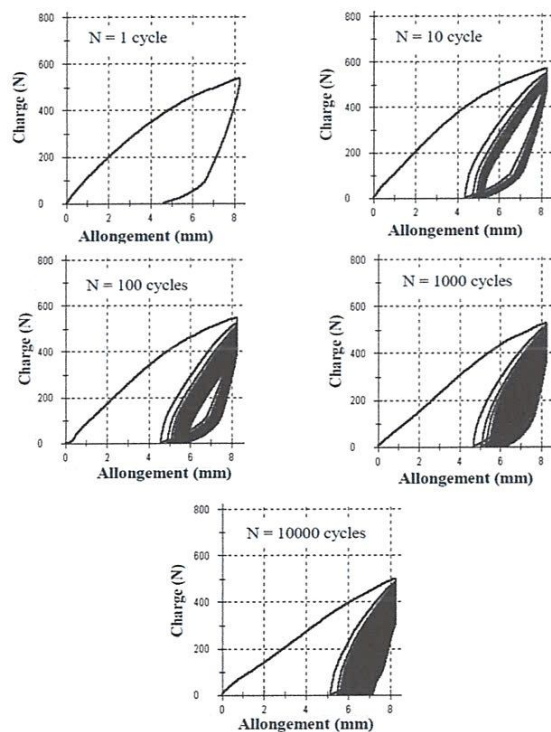 800
N = 1 cycle
600
Charge (N)
400
200
0
0 2 4 6 8
Allongement (mm)
800
N = 10 cycle
600
Charge (N)
400
200
0
0 2 4 6 8
Allongement (mm)
800
N = 100 cycles
600
Charge (N)
400
200
0
0 2 4 6 8
Allongement (mm)
800
N = 1000 cycles
600
Charge (N)
400
200
0
0 2 4 6 8
Allongement (mm)
800
N = 10000 cycles
600
Charge (N)
400
200
0
0 2 4 6 8
Allongement (mm)